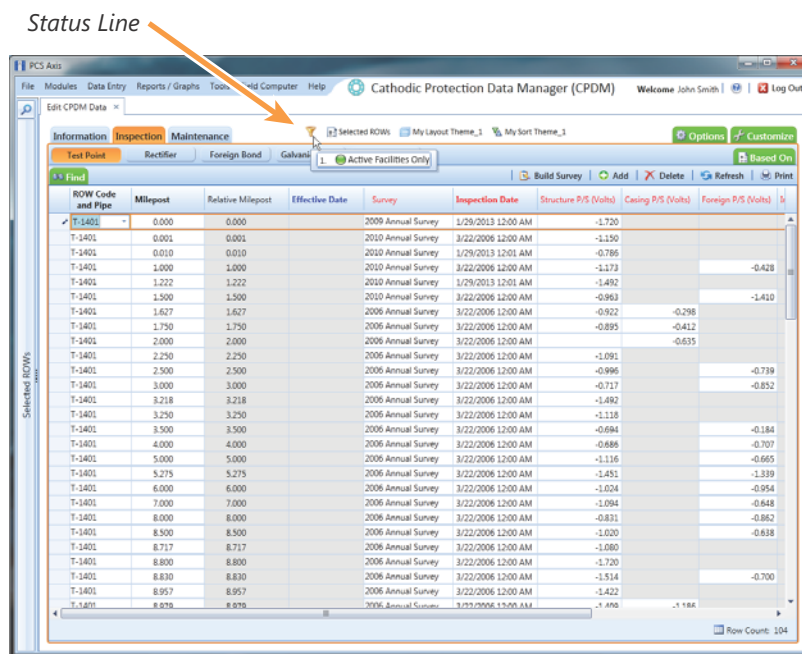 Status Line
PCS Axis
File Modules Data Entry Reports / Graphs Tools Field Computer Help Cathodic Protection Data Manager (CPDM) Welcome John Smith Log Out
Edit CPDM Data ×
Information Inspection Maintenance Selected ROWs My Layout Theme_1 My Sort Theme_1 Options Customize
Test Point Rectifier Foreign Bond 1. Active Facilities Only Based On
Find Build Survey Add Delete Refresh Print
ROW Code and Pipe Milepost Relative Milepost Effective Date Survey Inspection Date Structure P/S (Volts) Casing P/S (Volts) Foreign P/S (Volts)
T-1401 0.000 0.000 2009 Annual Survey 1/29/2013 12:00 AM -1.720
T-1401 0.001 0.001 2010 Annual Survey 3/22/2006 12:00 AM -1.150
T-1401 0.010 0.010 2010 Annual Survey 1/29/2013 12:01 AM -0.786
T-1401 1.000 1.000 2010 Annual Survey 3/22/2006 12:00 AM -1.173 -0.428
T-1401 1.222 1.222 2010 Annual Survey 1/29/2013 12:01 AM -1.492
T-1401 1.500 1.500 2010 Annual Survey 3/22/2006 12:00 AM -0.963 -1.410
T-1401 1.627 1.627 2006 Annual Survey 3/22/2006 12:00 AM -0.922 -0.298
T-1401 1.750 1.750 2006 Annual Survey 3/22/2006 12:00 AM -0.895 -0.412
T-1401 2.000 2.000 2006 Annual Survey 3/22/2006 12:00 AM -0.635
T-1401 2.250 2.250 2006 Annual Survey 3/22/2006 12:00 AM -1.091
T-1401 2.500 2.500 2006 Annual Survey 3/22/2006 12:00 AM -0.996 -0.739
T-1401 3.000 3.000 2006 Annual Survey 3/22/2006 12:00 AM -0.717 -0.852
T-1401 3.218 3.218 2006 Annual Survey 3/22/2006 12:00 AM -1.492
T-1401 3.250 3.250 2006 Annual Survey 3/22/2006 12:00 AM -1.118
T-1401 3.500 3.500 2006 Annual Survey 3/22/2006 12:00 AM -0.694 -0.184
T-1401 4.000 4.000 2006 Annual Survey 3/22/2006 12:00 AM -0.686 -0.707
T-1401 5.000 5.000 2006 Annual Survey 3/22/2006 12:00 AM -1.116 -0.665
T-1401 5.275 5.275 2006 Annual Survey 3/22/2006 12:00 AM -1.451 -1.339
T-1401 6.000 6.000 2006 Annual Survey 3/22/2006 12:00 AM -1.024 -0.954
T-1401 7.000 7.000 2006 Annual Survey 3/22/2006 12:00 AM -1.094 -0.648
T-1401 8.000 8.000 2006 Annual Survey 3/22/2006 12:00 AM -0.831 -0.862
T-1401 8.500 8.500 2006 Annual Survey 3/22/2006 12:00 AM -1.020 -0.638
T-1401 8.717 8.717 2006 Annual Survey 3/22/2006 12:00 AM -1.080
T-1401 8.800 8.800 2006 Annual Survey 3/22/2006 12:00 AM -1.720
T-1401 8.830 8.830 2006 Annual Survey 3/22/2006 12:00 AM -1.514 -0.700
T-1401 8.957 8.957 2006 Annual Survey 3/22/2006 12:00 AM -1.422
T-1401 8.979 8.979 2006 Annual Survey 3/22/2006 12:00 AM -1.409 -1.186
Selected ROWs
Row Count: 104